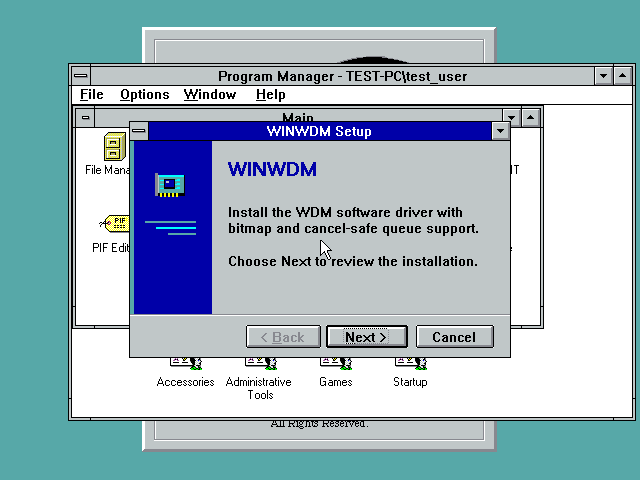 Program Manager - TEST-PC\test_user
File Options Window Help
Main
WINWDM Setup
File Mana
PIF
PIF Edit
WINWDM
Install the WDM software driver with
bitmap and cancel-safe queue support.
Choose Next to review the installation.
< Back Next > Cancel
Accessories
Administrative
Tools
Games
Startup
All Rights Reserved.